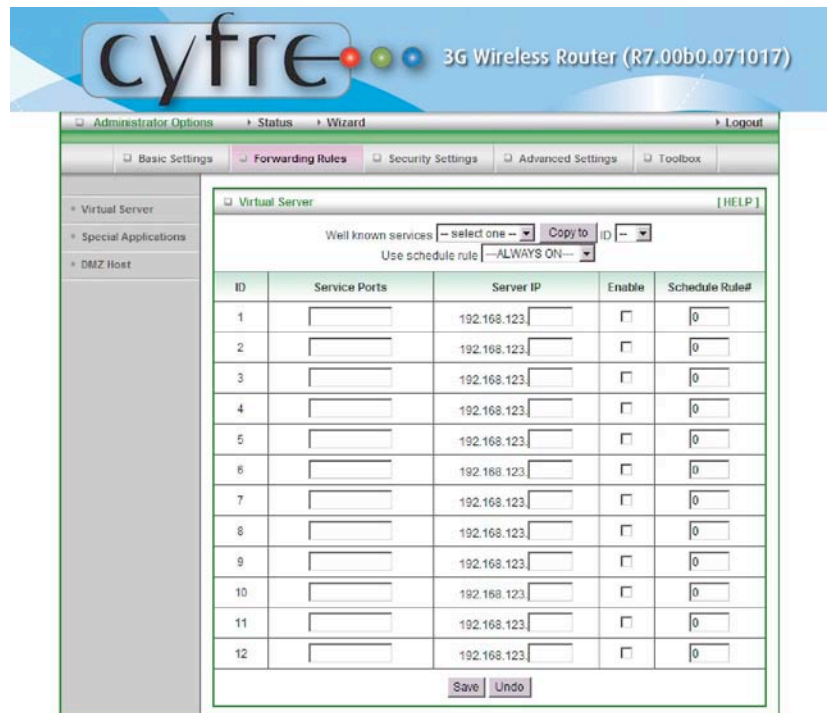 cyfre 3G Wireless Router (R7.00b0.071017)
Administrator Options Status Wizard Logout
Basic Settings Forwarding Rules Security Settings Advanced Settings Toolbox
Virtual Server
Special Applications
DMZ Host
Virtual Server [HELP]
Well known services -- select one -- Copy to ID --
Use schedule rule ---ALWAYS ON---
ID Service Ports Server IP Enable Schedule Rule#
1 192.168.123. 0
2 192.168.123. 0
3 192.168.123. 0
4 192.168.123. 0
5 192.168.123. 0
6 192.168.123. 0
7 192.168.123. 0
8 192.168.123. 0
9 192.168.123. 0
10 192.168.123. 0
11 192.168.123. 0
12 192.168.123. 0
Save Undo